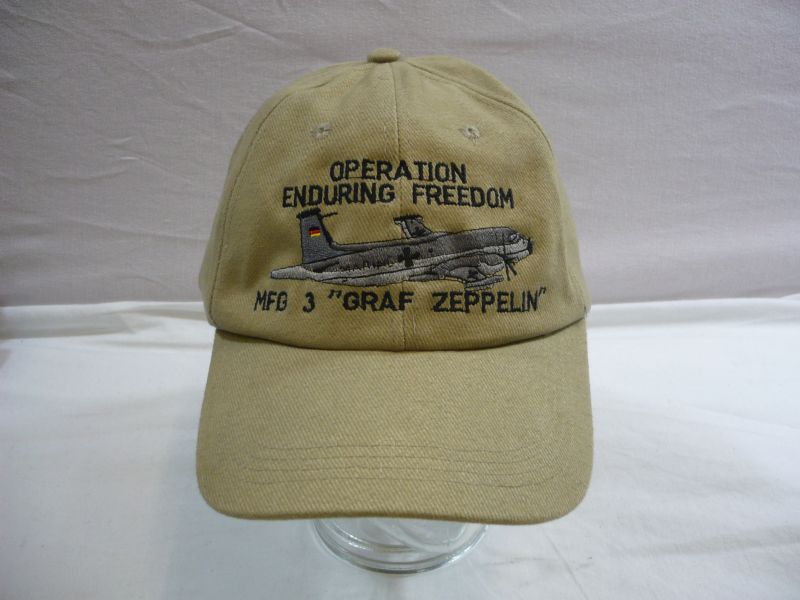 OPERATION
ENDURING FREEDOM
MFG 3 "GRAF ZEPPELIN"